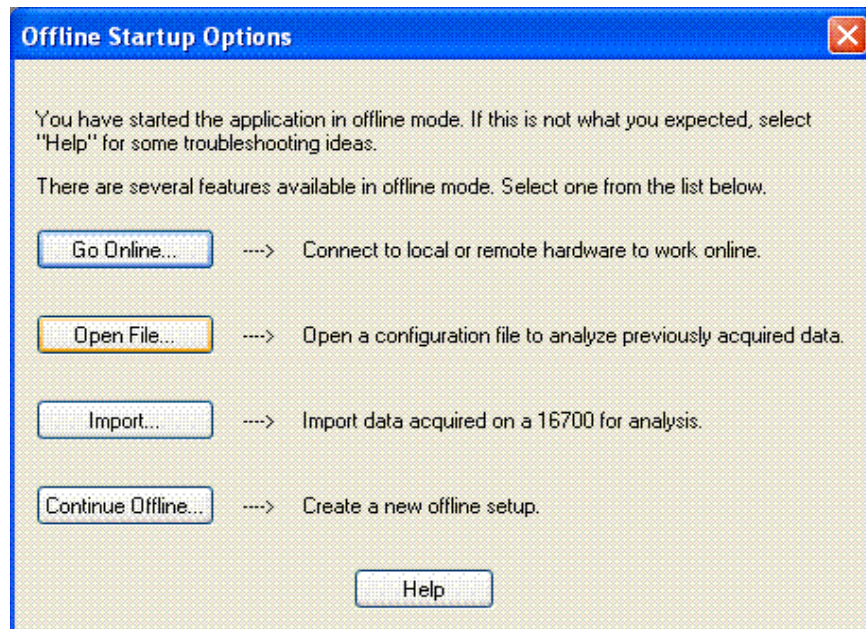 Offline Startup Options
You have started the application in offline mode. If this is not what you expected, select
"Help" for some troubleshooting ideas.
There are several features available in offline mode. Select one from the list below.
Go Online... ----> Connect to local or remote hardware to work online.
Open File... ----> Open a configuration file to analyze previously acquired data.
Import... ----> Import data acquired on a 16700 for analysis.
Continue Offline... ----> Create a new offline setup.
Help